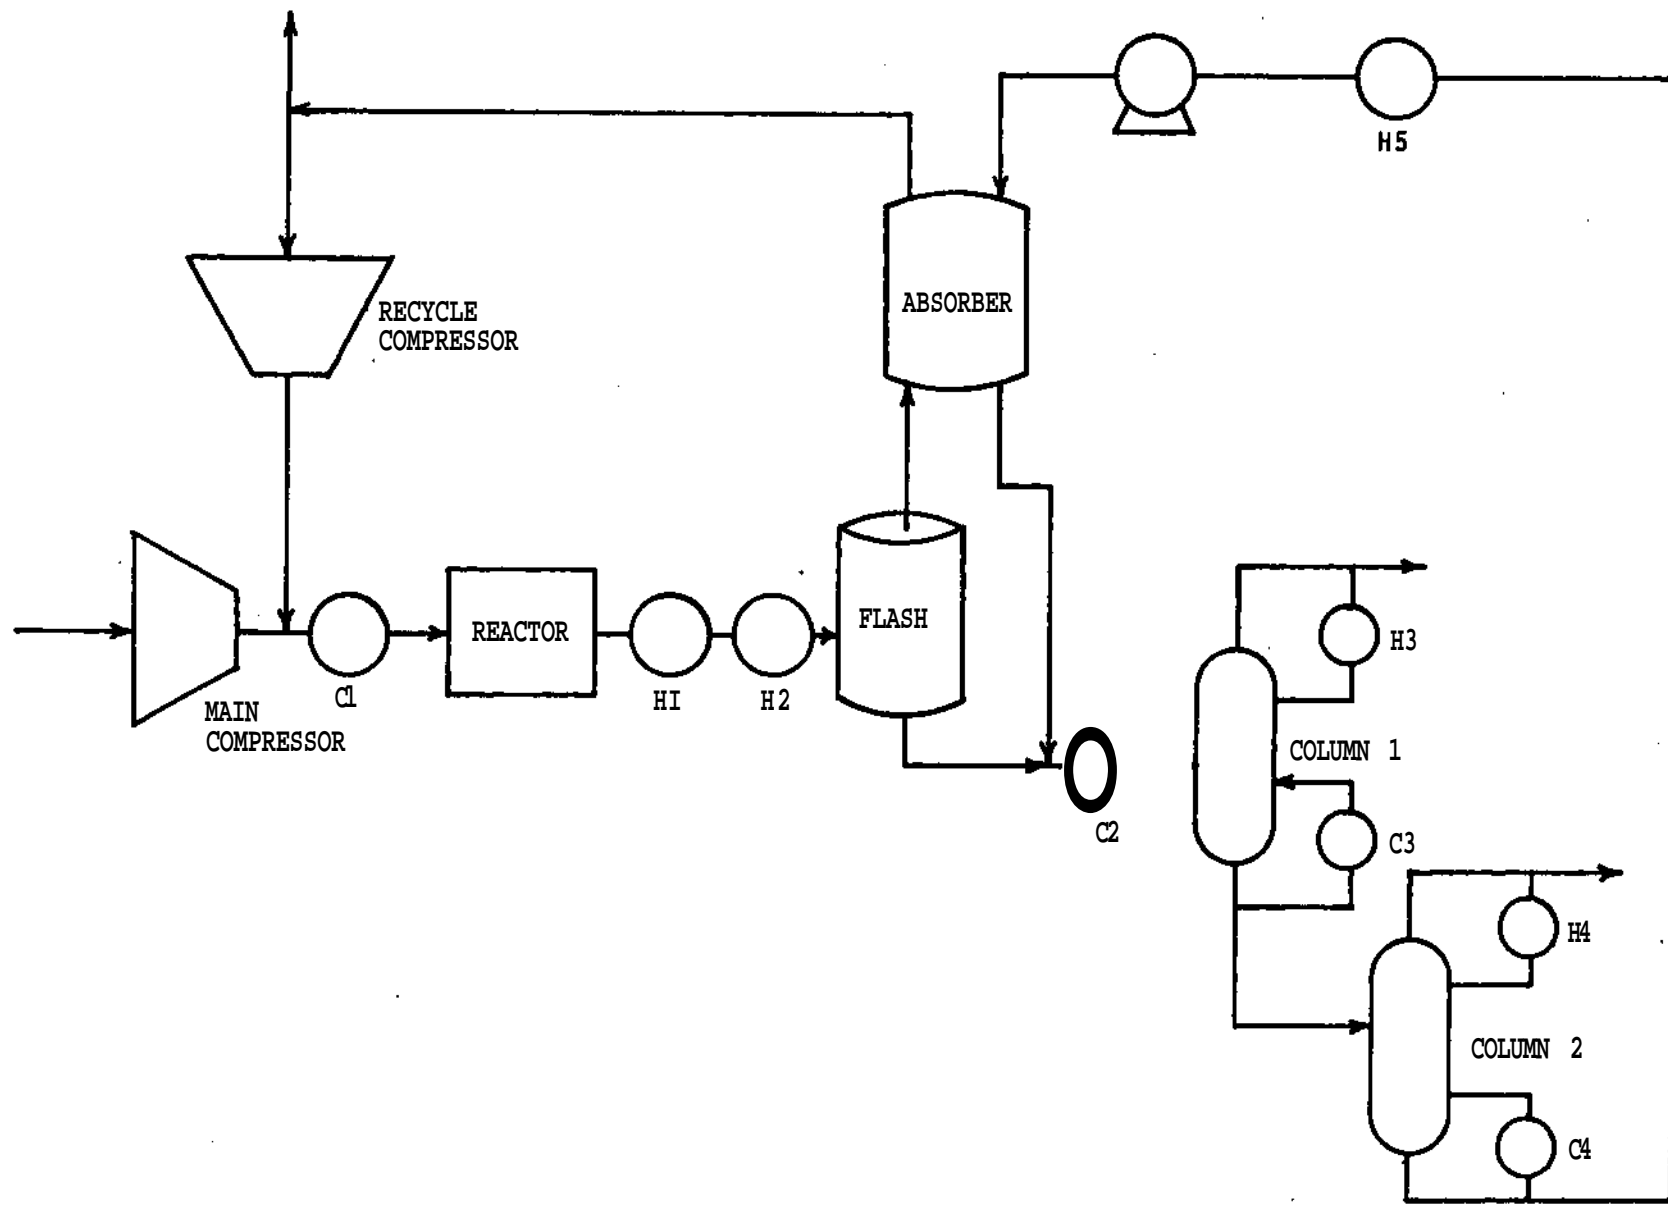 H5
ABSORBER
RECYCLE
COMPRESSOR
FLASH
REACTOR
H3
C1
HI
H2
MAIN
COMPRESSOR
COLUMN 1
C2
C3
H4
COLUMN 2
C4